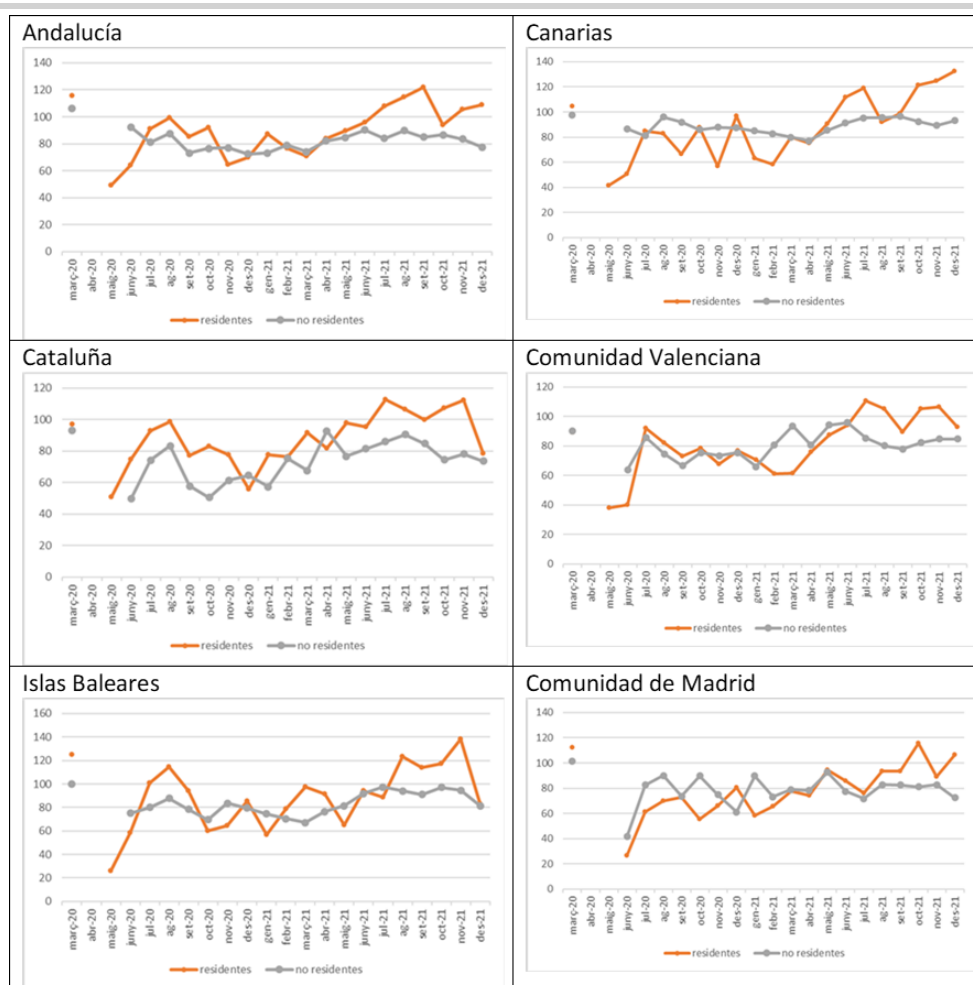 Andalucía
140
120
100
80
60
40
20
0
març-20 abr-20 maig-20 juny-20 jul-20 ag-20 set-20 oct-20 nov-20 des-20 gen-21 febr-21 març-21 abr-21 maig-21 juny-21 jul-21 ag-21 set-21 oct-21 nov-21 des-21
residentes no residentes
Canarias
140
120
100
80
60
40
20
0
març-20 abr-20 maig-20 juny-20 jul-20 ag-20 set-20 oct-20 nov-20 des-20 gen-21 febr-21 març-21 abr-21 maig-21 juny-21 jul-21 ag-21 set-21 oct-21 nov-21 des-21
residentes no residentes
Cataluña
120
100
80
60
40
20
0
març-20 abr-20 maig-20 juny-20 jul-20 ag-20 set-20 oct-20 nov-20 des-20 gen-21 febr-21 març-21 abr-21 maig-21 juny-21 jul-21 ag-21 set-21 oct-21 nov-21 des-21
residentes no residentes
Comunidad Valenciana
120
100
80
60
40
20
0
març-20 abr-20 maig-20 juny-20 jul-20 ag-20 set-20 oct-20 nov-20 des-20 gen-21 febr-21 març-21 abr-21 maig-21 juny-21 jul-21 ag-21 set-21 oct-21 nov-21 des-21
residentes no residentes
Islas Baleares
160
140
120
100
80
60
40
20
0
març-20 abr-20 maig-20 juny-20 jul-20 ag-20 set-20 oct-20 nov-20 des-20 gen-21 febr-21 març-21 abr-21 maig-21 juny-21 jul-21 ag-21 set-21 oct-21 nov-21 des-21
residentes no residentes
Comunidad de Madrid
140
120
100
80
60
40
20
0
març-20 abr-20 maig-20 juny-20 jul-20 ag-20 set-20 oct-20 nov-20 des-20 gen-21 febr-21 març-21 abr-21 maig-21 juny-21 jul-21 ag-21 set-21 oct-21 nov-21 des-21
residentes no residentes